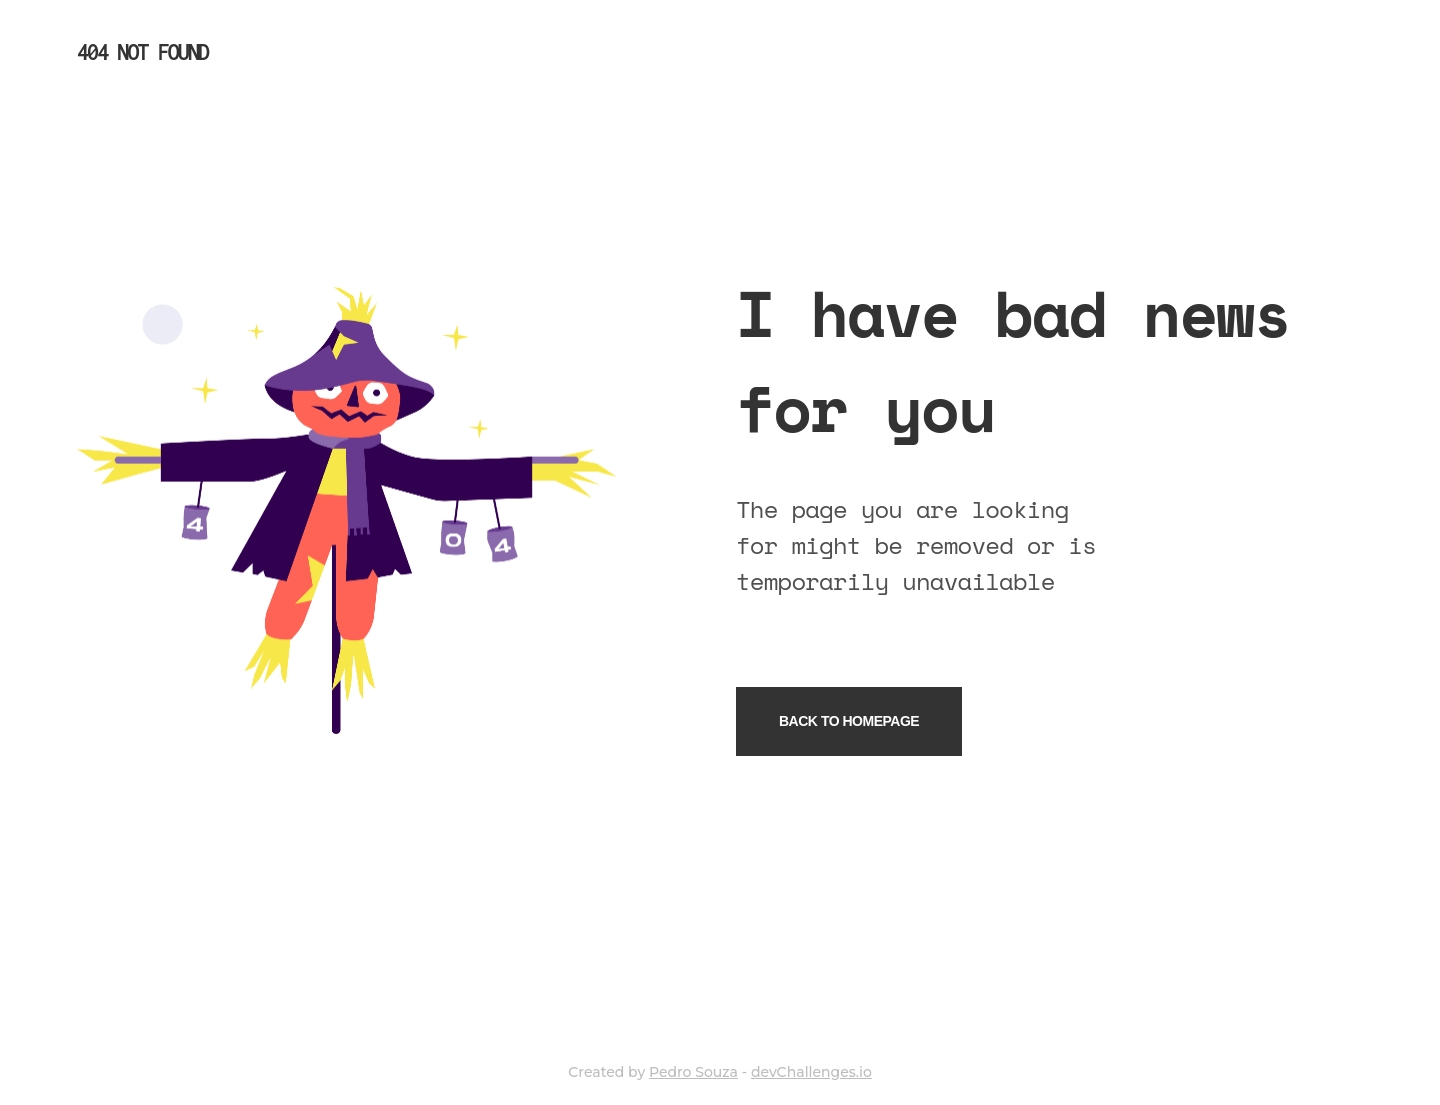 404 NOT FOUND
I have bad news
for you
4
0
4
The page you are looking
for might be removed or is
temporarily unavailable
BACK TO HOMEPAGE
Created by Pedro Souza - devChallenges.io